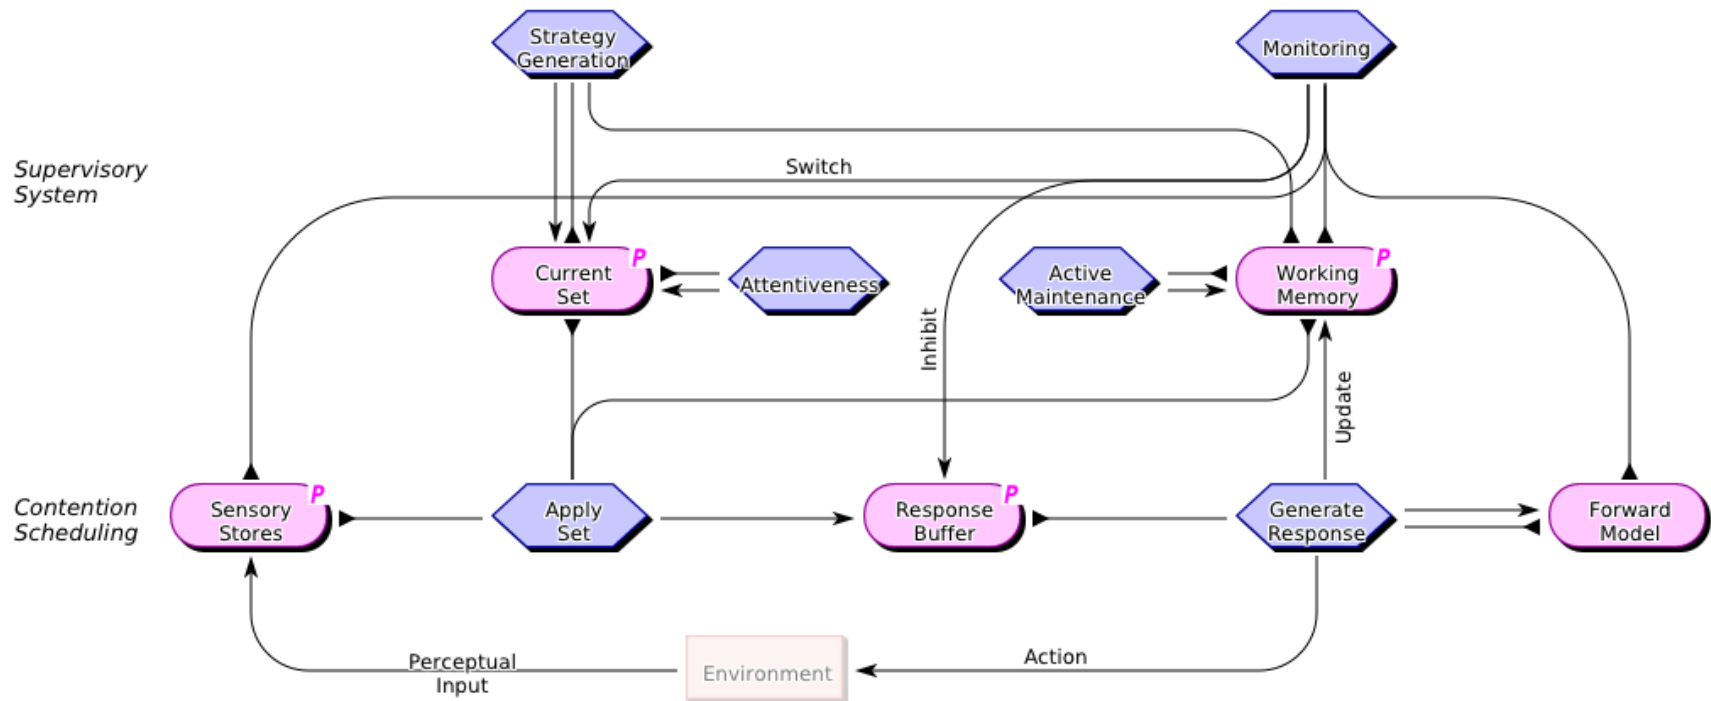 Strategy
Generation
Monitoring
Supervisory
System
Switch
Current
Set
P
Attentiveness
Active
Maintenance
Working
Memory
P
Inhibit
Update
Contention
Scheduling
Sensory
Stores
P
Apply
Set
Response
Buffer
P
Generate
Response
Forward
Model
Perceptual
Input
Environment
Action